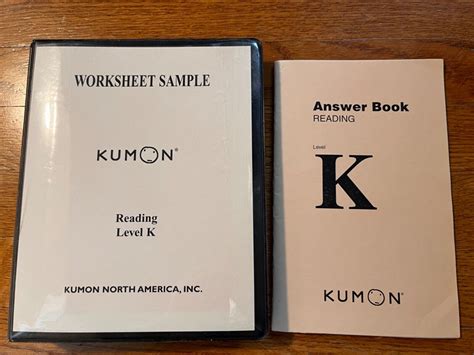 WORKSHEET SAMPLE
KUMON®
Reading
Level K
KUMON NORTH AMERICA, INC.
Answer Book
READING
Level
K
KUMON®